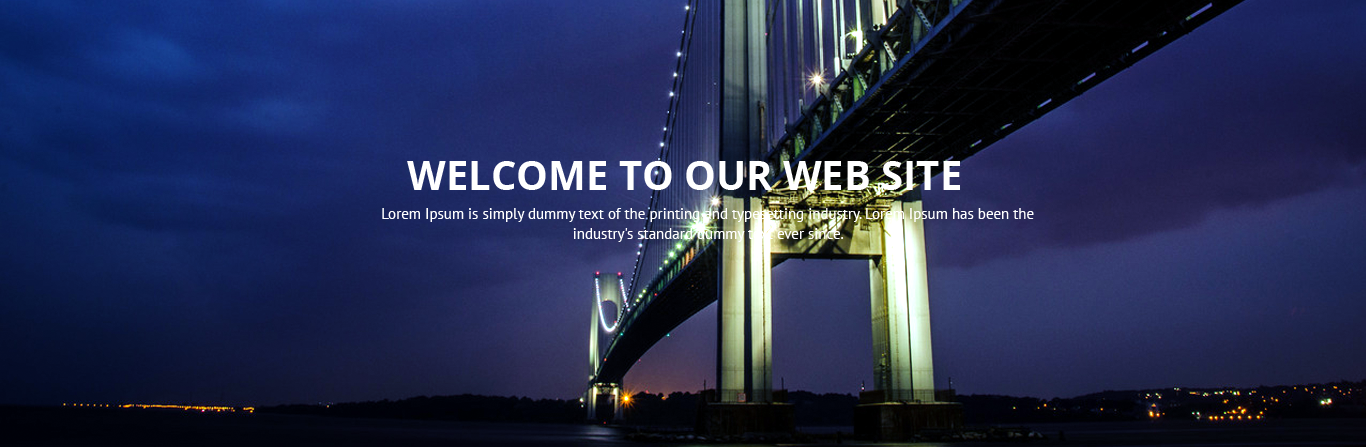 WELCOME TO OUR WEB SITE
Lorem Ipsum is simply dummy text of the printing and typesetting industry. Lorem Ipsum has been the
industry's standard dummy text ever since.